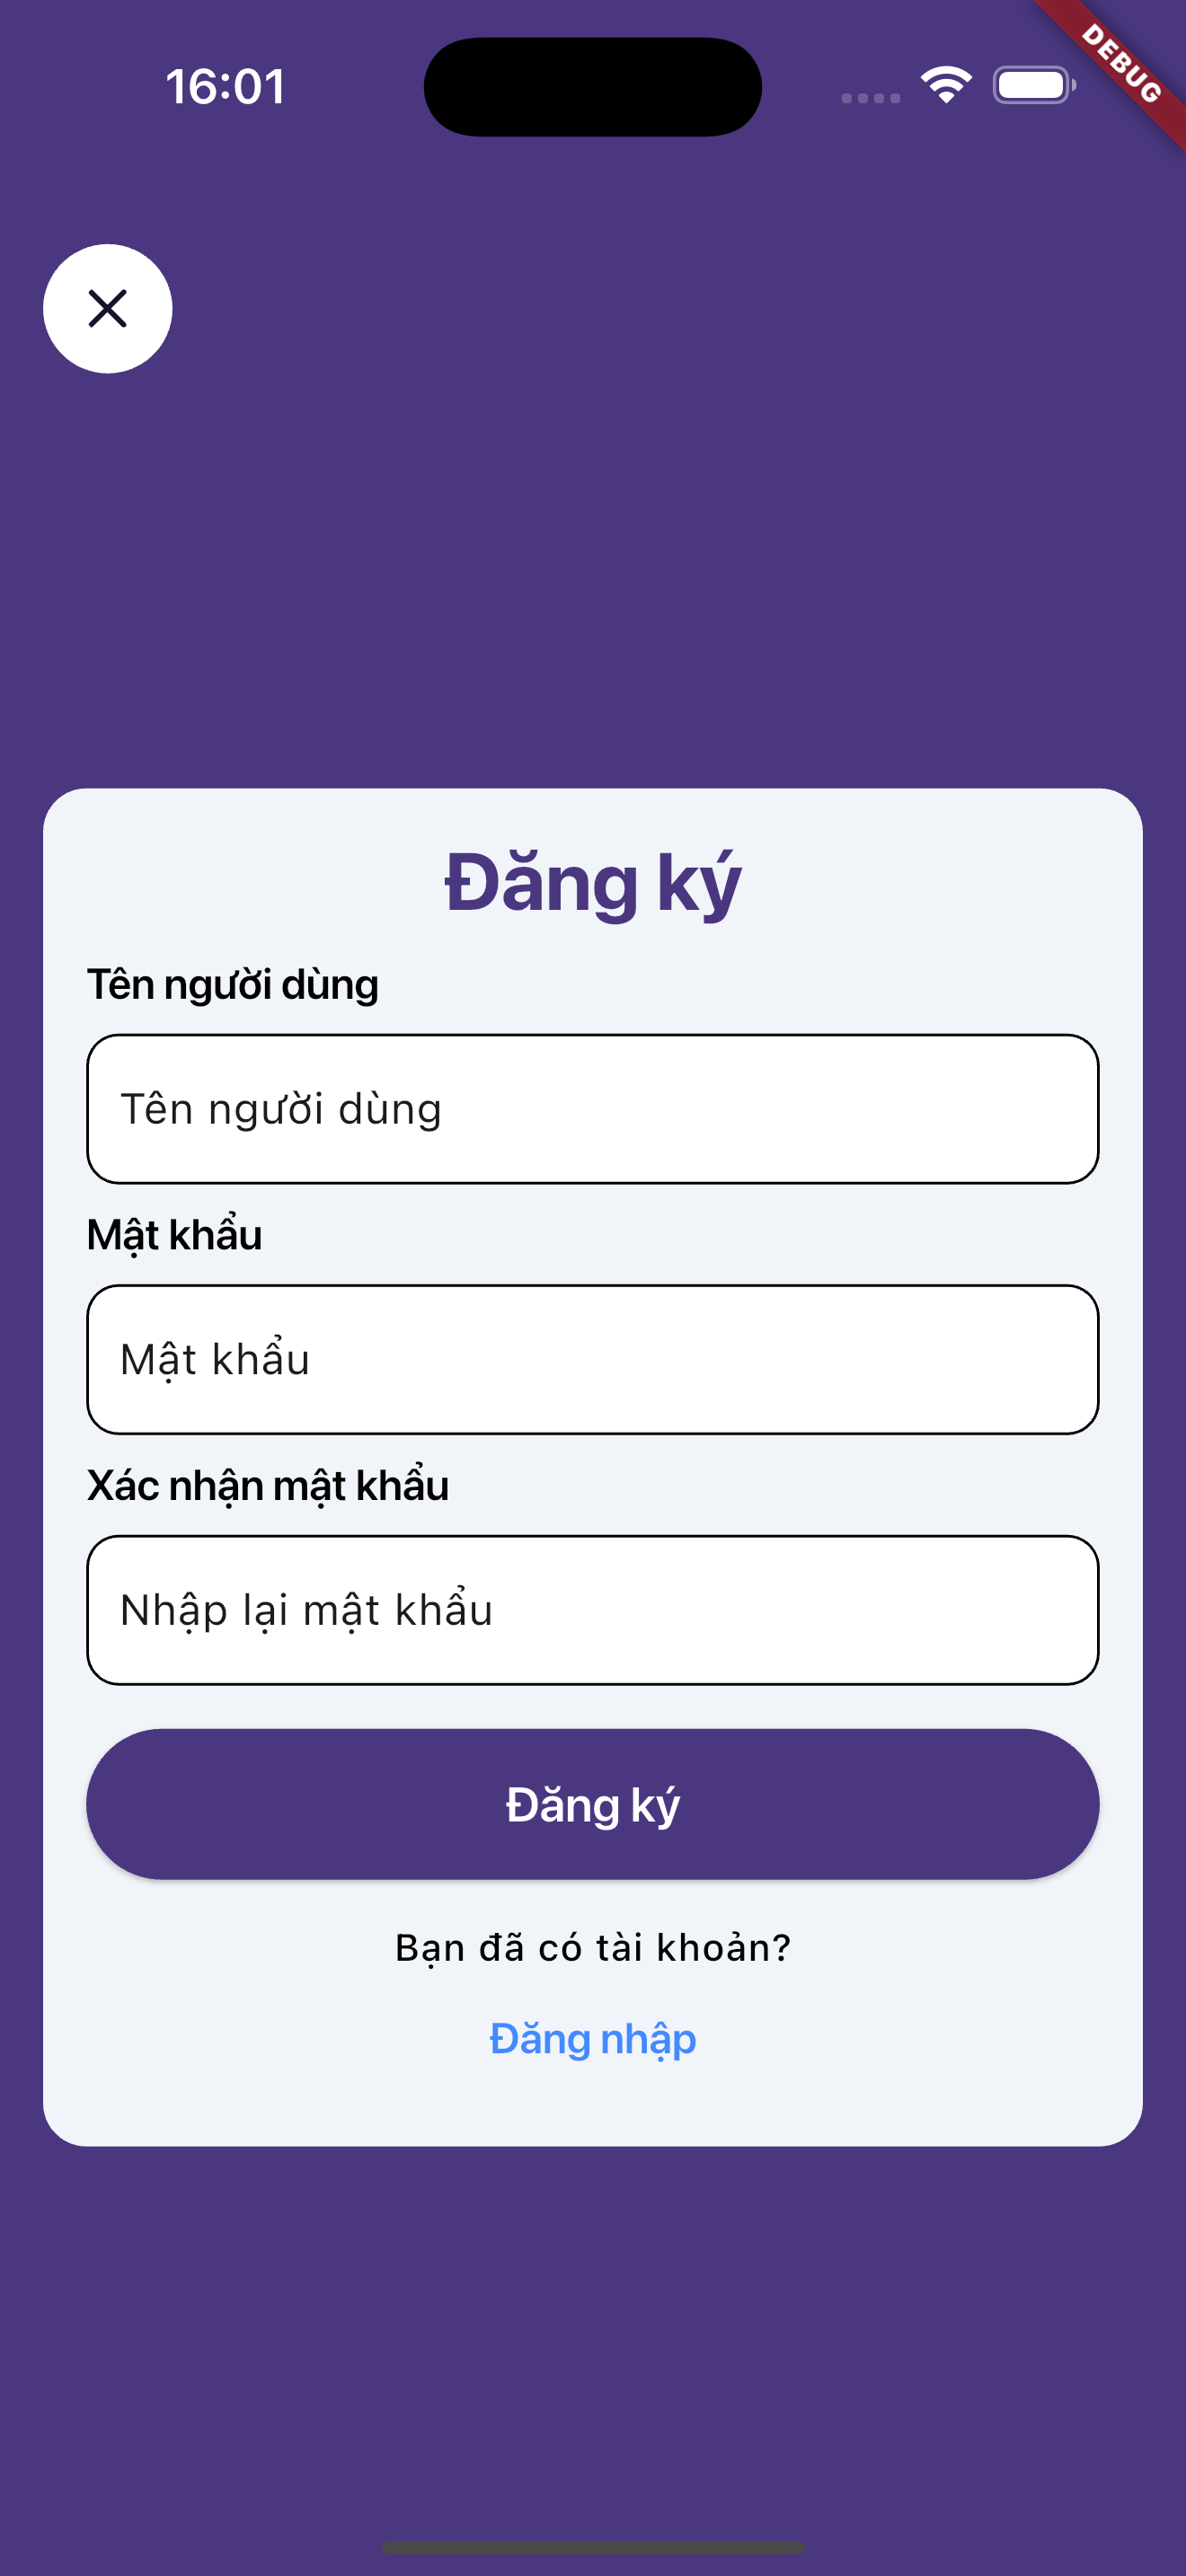 16:01
DEBUG
Đăng ký
Tên người dùng
Tên người dùng
Mật khẩu
Mật khẩu
Xác nhận mật khẩu
Nhập lại mật khẩu
Đăng ký
Bạn đã có tài khoản?
Đăng nhập